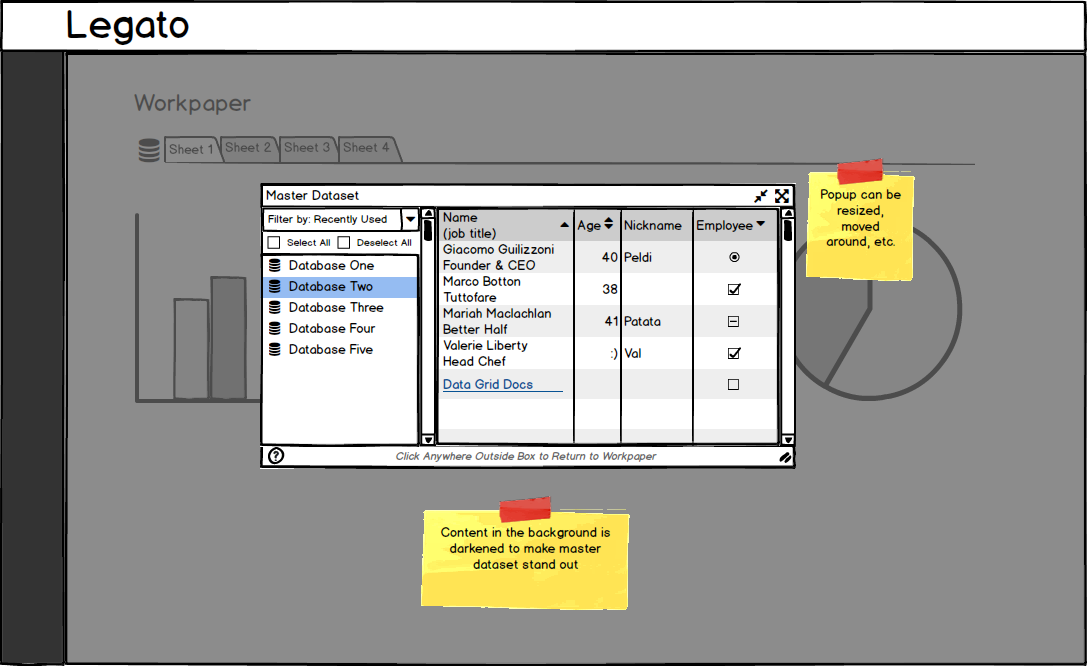 Legato
Workpaper
Sheet 1 Sheet 2 Sheet 3 Sheet 4
Master Dataset
Filter by: Recently Used
Select All Deselect All
Database One
Database Two
Database Three
Database Four
Database Five
Name
(job title)
Age
Nickname
Employee
Giacomo Guilizzoni
Founder & CEO
40 Peldi
Marco Botton
Tuttofare
38
Mariah Maclachlan
Better Half
41 Patata
Valerie Liberty
Head Chef
:) Val
Data Grid Docs
? Click Anywhere Outside Box to Return to Workpaper
Popup can be
resized,
moved
around, etc.
Content in the background is
darkened to make master
dataset stand out